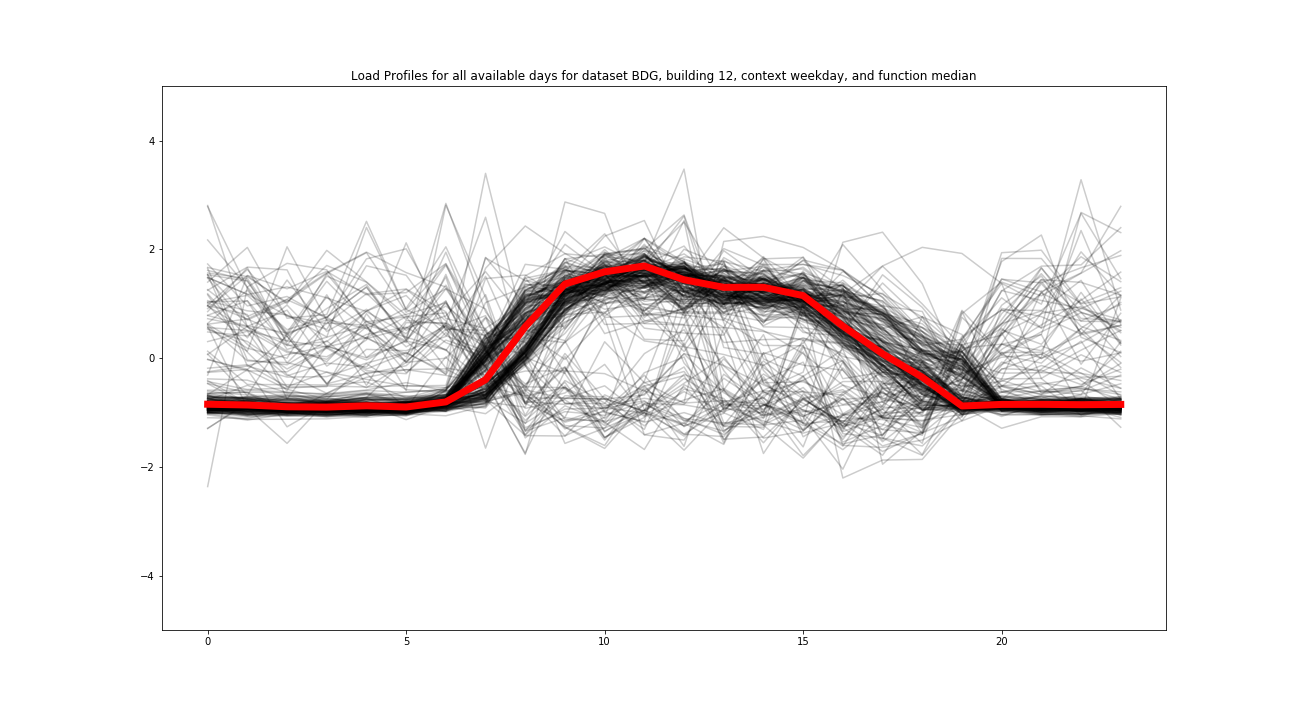 Load Profiles for all available days for dataset BDG, building 12, context weekday, and function median
4
2
0
−2
−4
0 5 10 15 20